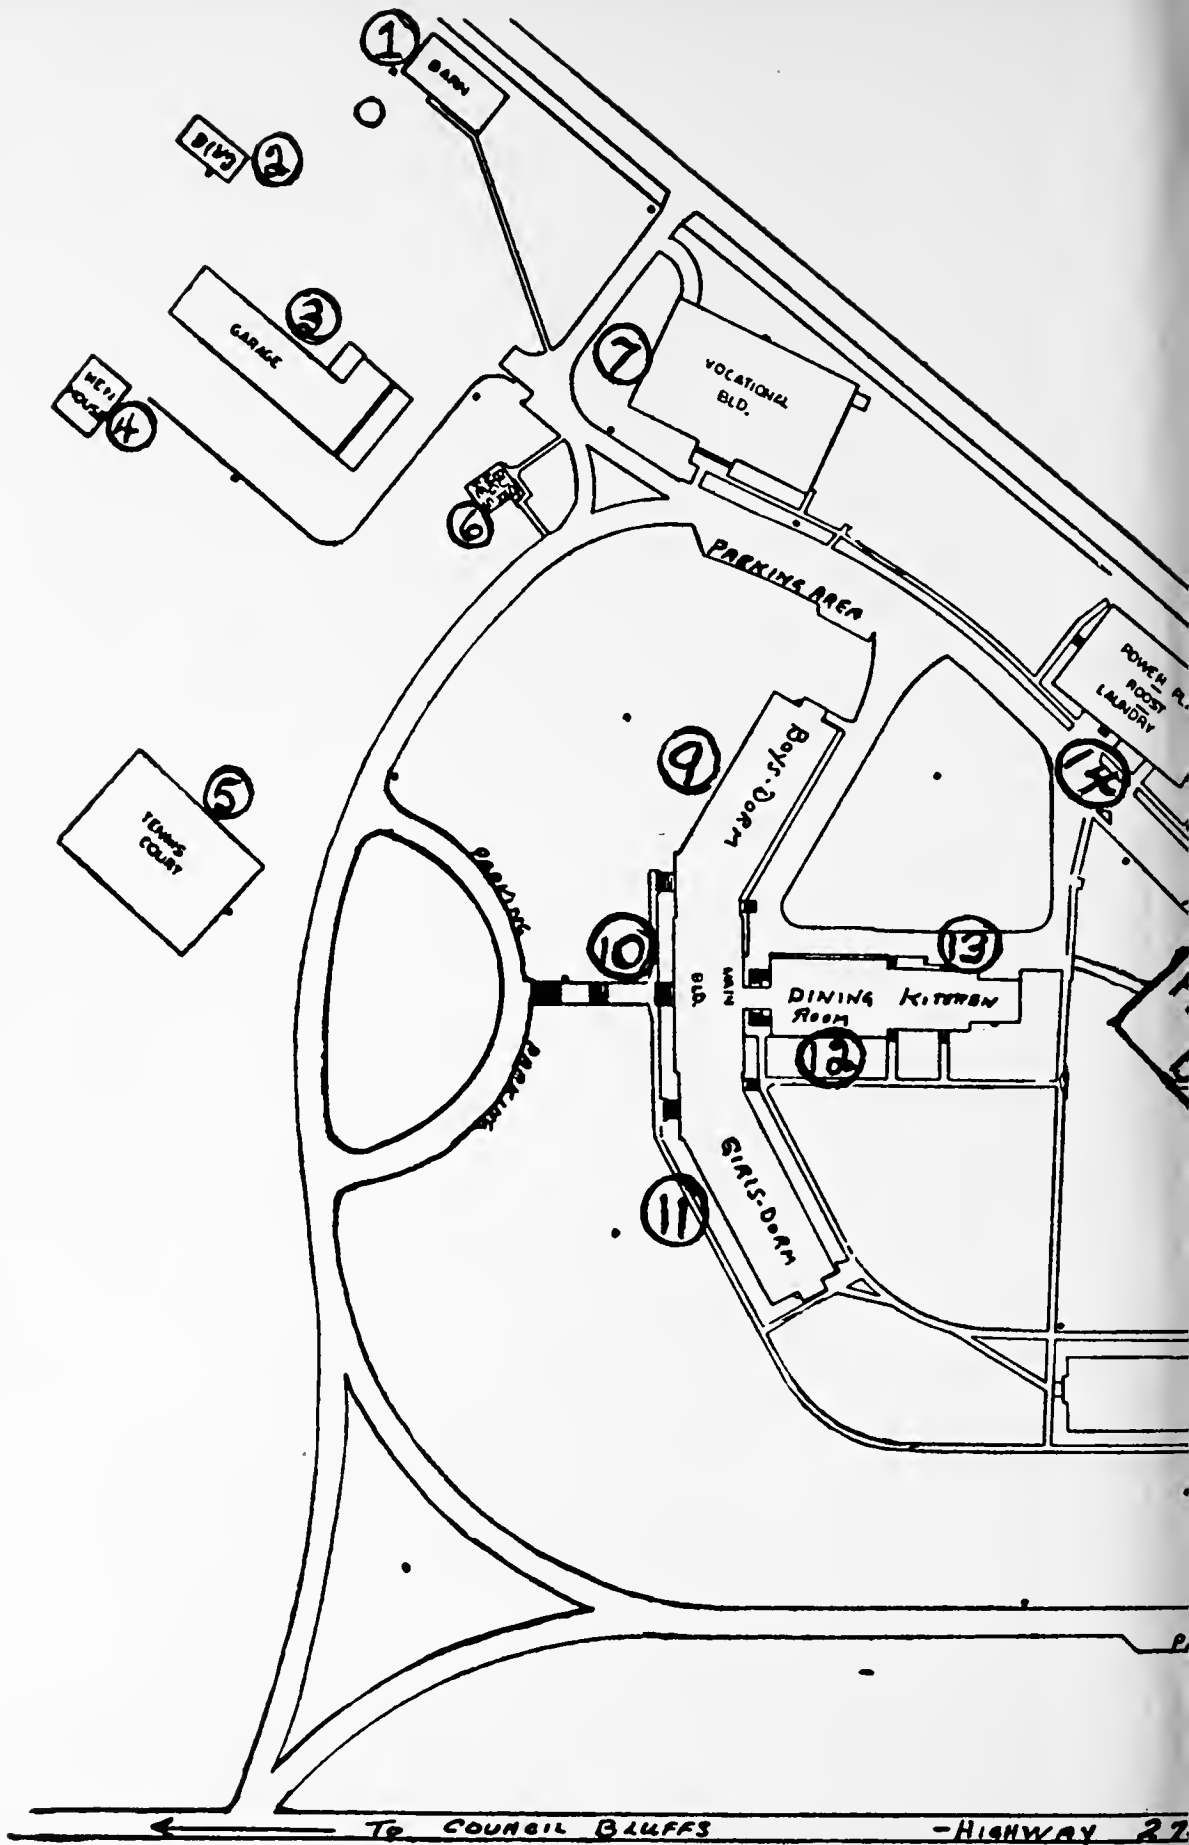 1
BARN
CRIB
2
3
GARAGE
HEN
HOUSE
4
7
VOCATIONAL
BLD.
6
PARKING AREA
POWER PL
ROOST
LAUNDRY
14
5
TENNIS
COURT
9
BOYS-DORM
PARKING
10
MAIN
BLD.
13
DINING
ROOM
KITCHEN
12
PARKING
11
GIRLS-DORM
TO COUNCIL BLUFFS
-HIGHWAY 27